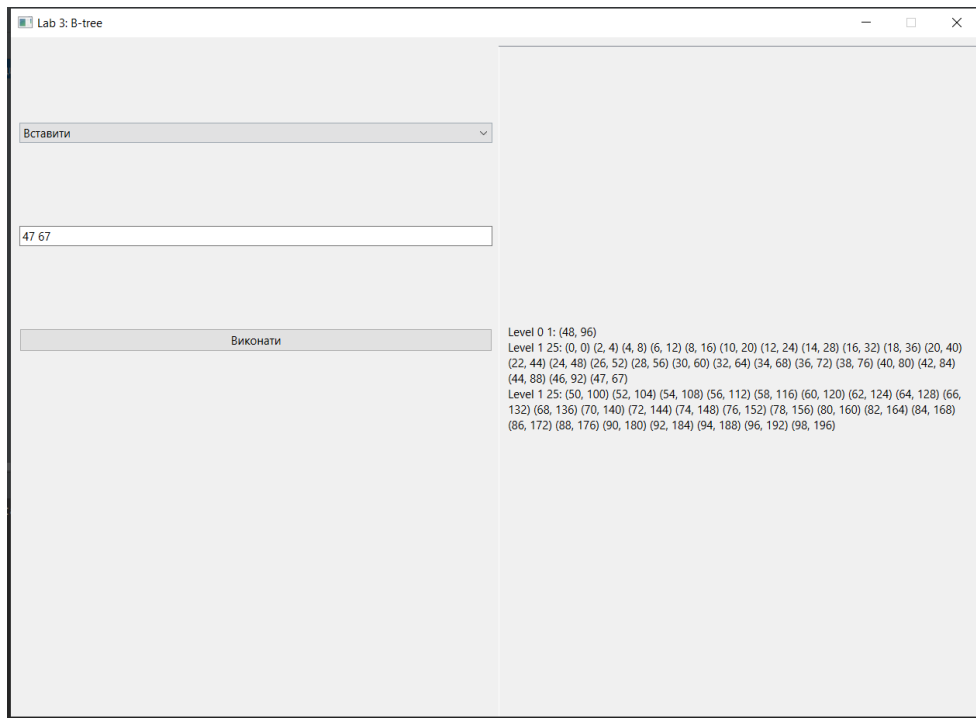 Lab 3: B-tree
Вставити
47 67
Виконати
Level 0 1: (48, 96)
Level 1 25: (0, 0) (2, 4) (4, 8) (6, 12) (8, 16) (10, 20) (12, 24) (14, 28) (16, 32) (18, 36) (20, 40)
(22, 44) (24, 48) (26, 52) (28, 56) (30, 60) (32, 64) (34, 68) (36, 72) (38, 76) (40, 80) (42, 84)
(44, 88) (46, 92) (47, 67)
Level 1 25: (50, 100) (52, 104) (54, 108) (56, 112) (58, 116) (60, 120) (62, 124) (64, 128) (66,
132) (68, 136) (70, 140) (72, 144) (74, 148) (76, 152) (78, 156) (80, 160) (82, 164) (84, 168)
(86, 172) (88, 176) (90, 180) (92, 184) (94, 188) (96, 192) (98, 196)